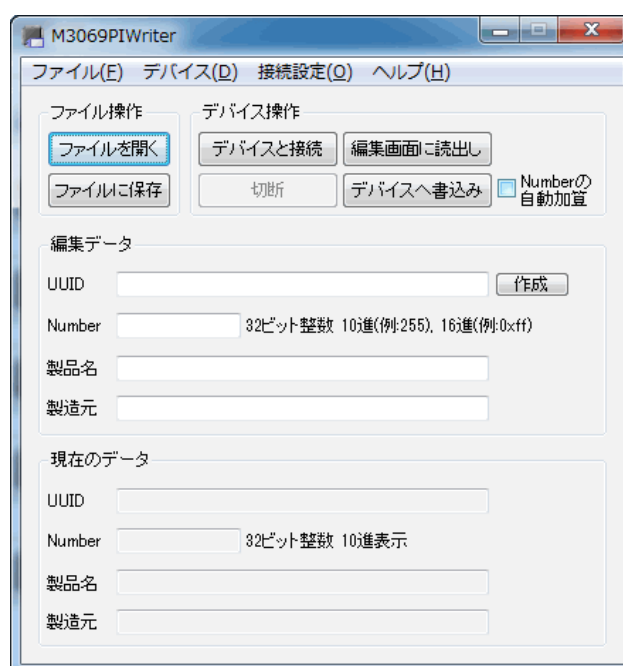 M3069PIWriter
ファイル(F) デバイス(D) 接続設定(O) ヘルプ(H)
ファイル操作 デバイス操作
ファイルを開く デバイスと接続 編集画面に読出し
ファイルに保存 切断 デバイスへ書込み Numberの
自動加算
編集データ
UUID 作成
Number 32ビット整数 10進(例:255), 16進(例:0xff)
製品名
製造元
現在のデータ
UUID
Number 32ビット整数 10進表示
製品名
製造元